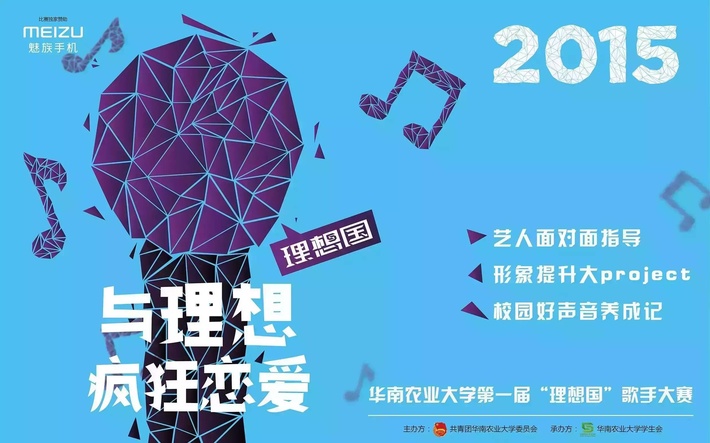 比赛独家赞助
MEIZU
魅族手机
2015
理想国
艺人面对面指导
形象提升大project
校园好声音养成记
与理想
疯狂恋爱
华南农业大学第一届“理想国”歌手大赛
主办方： 共青团华南农业大学委员会 承办方： 华南农业大学学生会